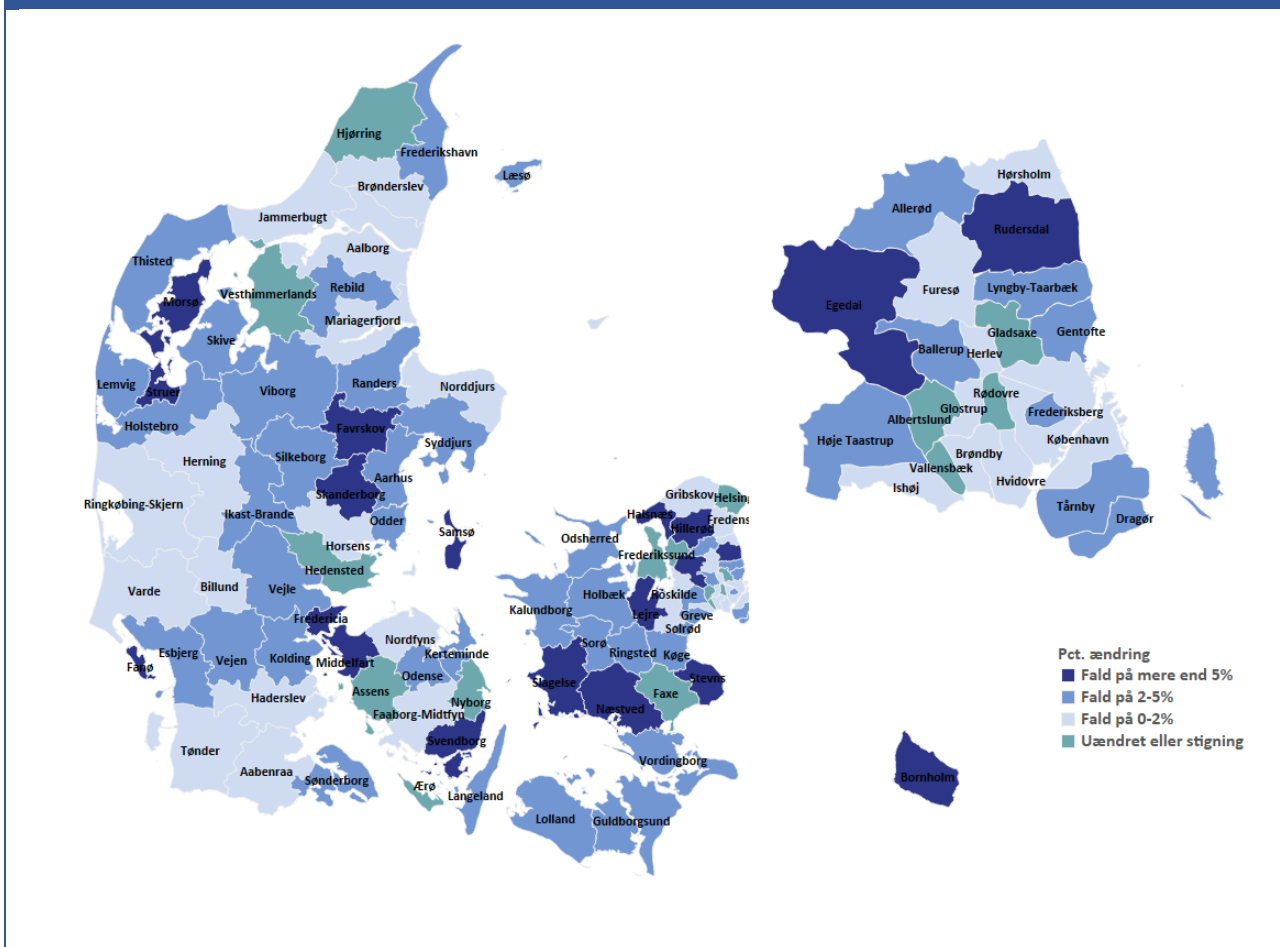 Hjørring
Frederikshavn
Læsø
Brønderslev
Jammerbugt
Aalborg
Thisted
Rebild
Vesthimmerlands
Morsø
Mariagerfjord
Skive
Lemvig
Struer
Viborg
Randers
Norddjurs
Holstebro
Favrskov
Syddjurs
Herning
Silkeborg
Aarhus
Skanderborg
Ringkøbing-Skjern
Ikast-Brande
Odder
Samsø
Horsens
Hedensted
Varde
Billund
Vejle
Fredericia
Esbjerg
Vejen
Kolding
Middelfart
Nordfyns
Kerteminde
Fanø
Odense
Assens
Nyborg
Haderslev
Faaborg-Midtfyn
Svendborg
Tønder
Aabenraa
Sønderborg
Ærø
Langeland
Gribskov
Helsing
Halsnæs
Hillerød
Fredens
Odsherred
Frederikssund
Kalundborg
Holbæk
Roskilde
Lejre
Greve
Solrød
Sorø
Ringsted
Køge
Slagelse
Stevns
Faxe
Næstved
Vordingborg
Lolland
Guldborgsund
Hørsholm
Allerød
Rudersdal
Egedal
Furesø
Lyngby-Taarbæk
Gladsaxe
Gentofte
Ballerup
Herlev
Rødovre
Glostrup
Frederiksberg
Albertslund
Høje Taastrup
København
Brøndby
Vallensbæk
Hvidovre
Ishøj
Tårnby
Dragør
Bornholm
Pct. ændring
Fald på mere end 5%
Fald på 2-5%
Fald på 0-2%
Uændret eller stigning